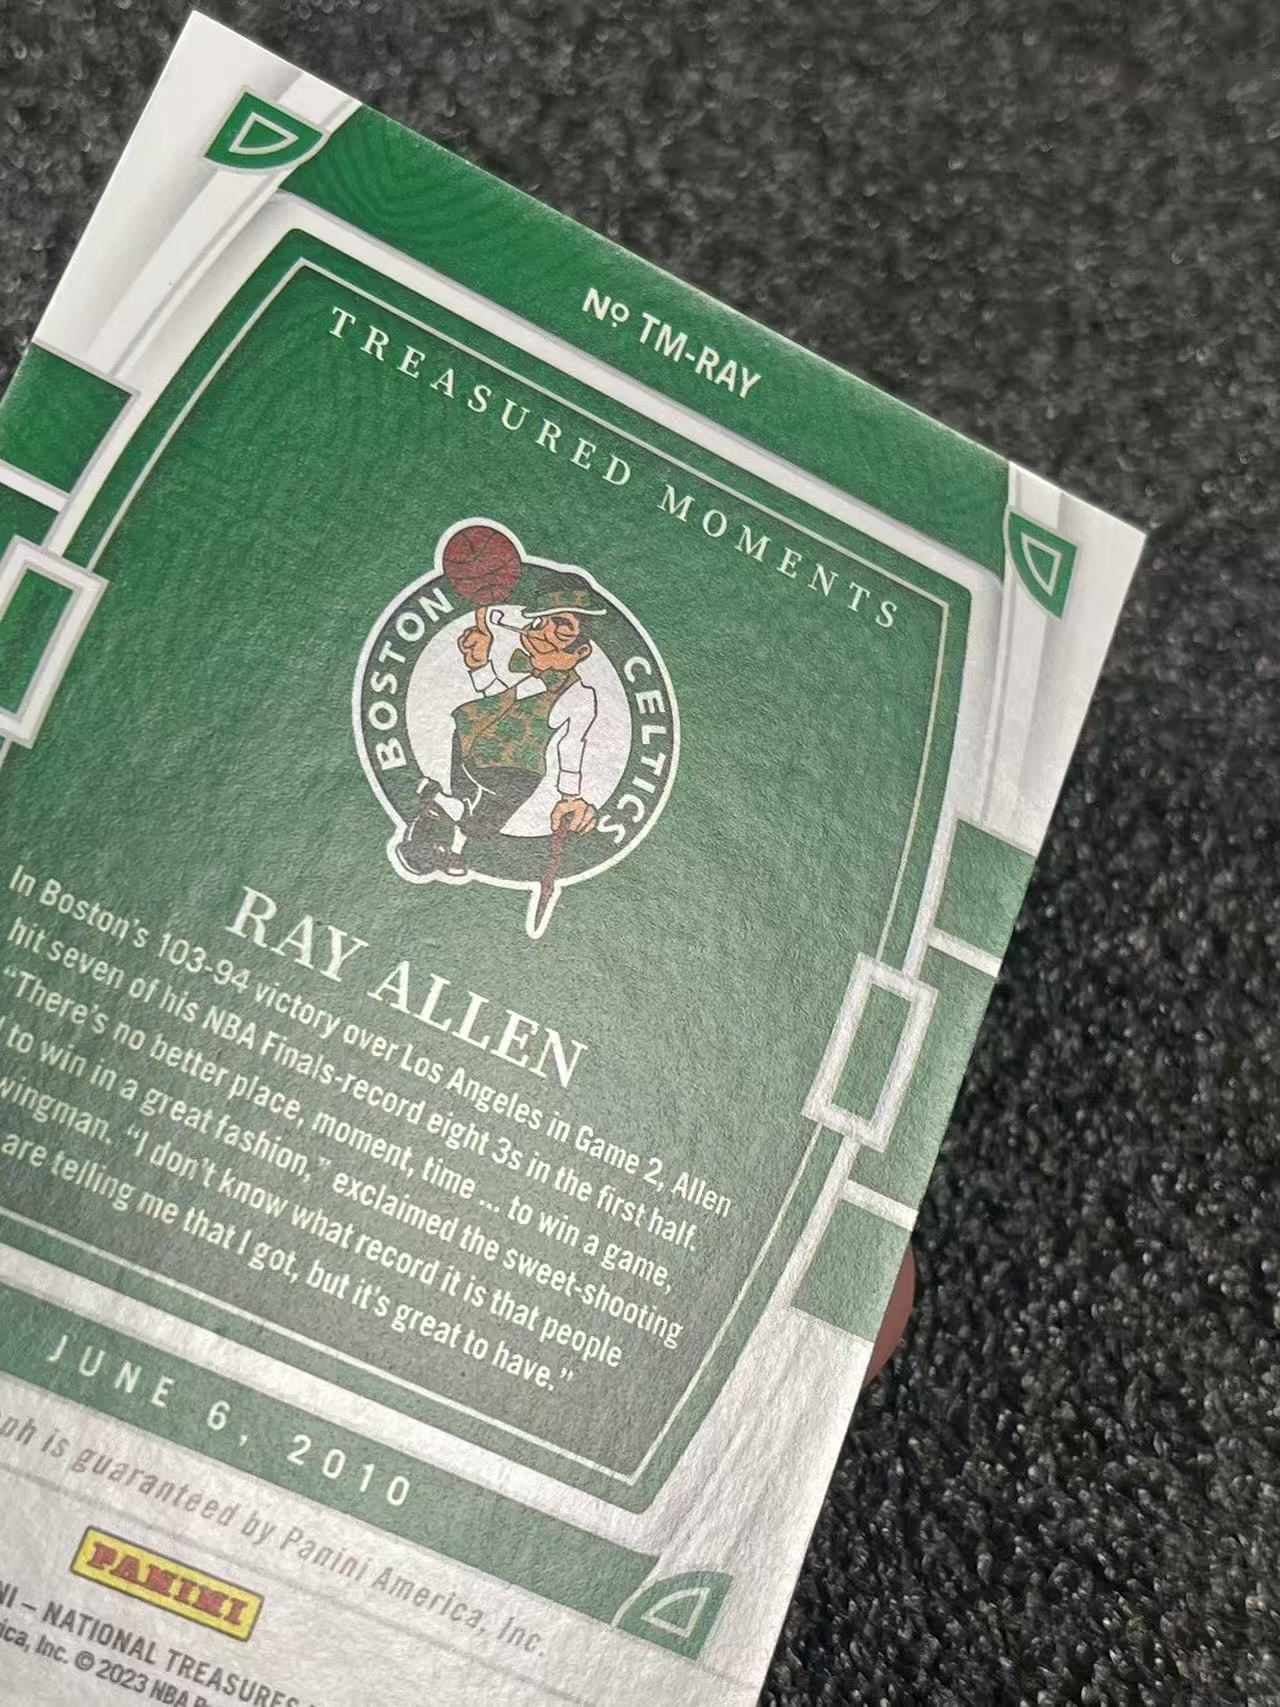 Nº TM-RAY
TREASURED MOMENTS
BOSTON CELTICS
RAY ALLEN
In Boston's 103-94 victory over Los Angeles in Game 2, Allen
hit seven of his NBA Finals-record eight 3s in the first half.
“There's no better place, moment, time ... to win a game,
to win in a great fashion,” exclaimed the sweet-shooting
wingman. “I don't know what record it is that people
are telling me that I got, but it's great to have.”
JUNE 6, 2010
is guaranteed by Panini America, Inc.
PANINI
– NATIONAL TREASURES
Inc. © 2023 NBA